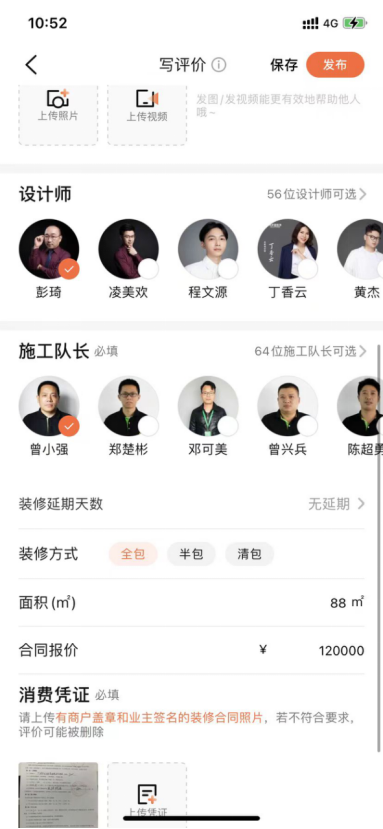 10:52
4G
写评价
保存
发布
上传照片
上传视频
发图/发视频能更有效地帮助他人
哦~
设计师
56位设计师可选
彭琦
凌美欢
程文源
丁香云
黄杰
施工队长 必填
64位施工队长可选
曾小强
郑楚彬
邓可美
曾兴兵
陈超勇
装修延期天数
无延期
装修方式
全包
半包
清包
面积(㎡)
88 ㎡
合同报价
¥ 120000
消费凭证 必填
请上传有商户盖章和业主签名的装修合同照片，若不符合要求，
评价可能被删除
上传凭证